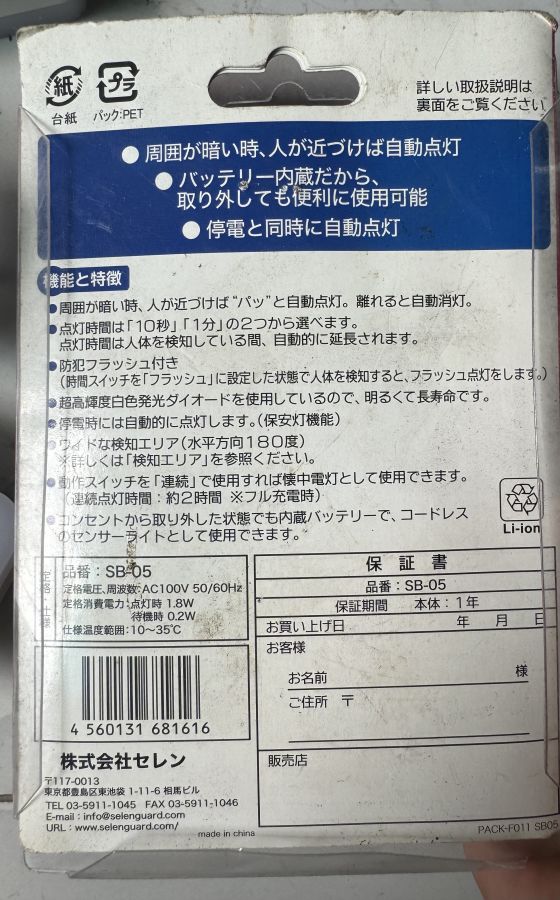 紙
台紙
プラ
パック:PET
詳しい取扱説明は
裏面をご覧ください
●周囲が暗い時、人が近づけば自動点灯
●バッテリー内蔵だから、
取り外しても便利に使用可能
●停電と同時に自動点灯
機能と特徴
●周囲が暗い時、人が近づけば“パッ”と自動点灯。離れると自動消灯。
●点灯時間は「10秒」「1分」の2つから選べます。
点灯時間は人体を検知している間、自動的に延長されます。
●防犯フラッシュ付き
(時間スイッチを「フラッシュ」に設定した状態で人体を検知すると、フラッシュ点灯をします。)
●超高輝度白色発光ダイオードを使用しているので、明るくて長寿命です。
●停電時には自動的に点灯します。(保安灯機能)
●ワイドな検知エリア(水平方向180度)
※詳しくは「検知エリア」を参照ください。
●動作スイッチを「連続」で使用すれば懐中電灯として使用できます。
(連続点灯時間：約2時間 ※フル充電時)
●コンセントから取り外した状態でも内蔵バッテリーで、コードレス
のセンサーライトとして使用できます。
Li-ion
定格・仕様
品番：SB-05
定格電圧、周波数：AC100V 50/60Hz
定格消費電力：点灯時 1.8W
待機時 0.2W
仕様温度範囲：10～35℃
4 560131 681616
株式会社セレン
〒117-0013
東京都豊島区東池袋 1-11-6 相馬ビル
TEL 03-5911-1045 FAX 03-5911-1046
E-mail：info@selenguard.com
URL：www.selenguard.com/
made in china
保証書
品番：SB-05
保証期間 本体：1年
お買い上げ日 年 月 日
お客様
お名前 様
ご住所 〒
販売店
PACK-F011 SB05